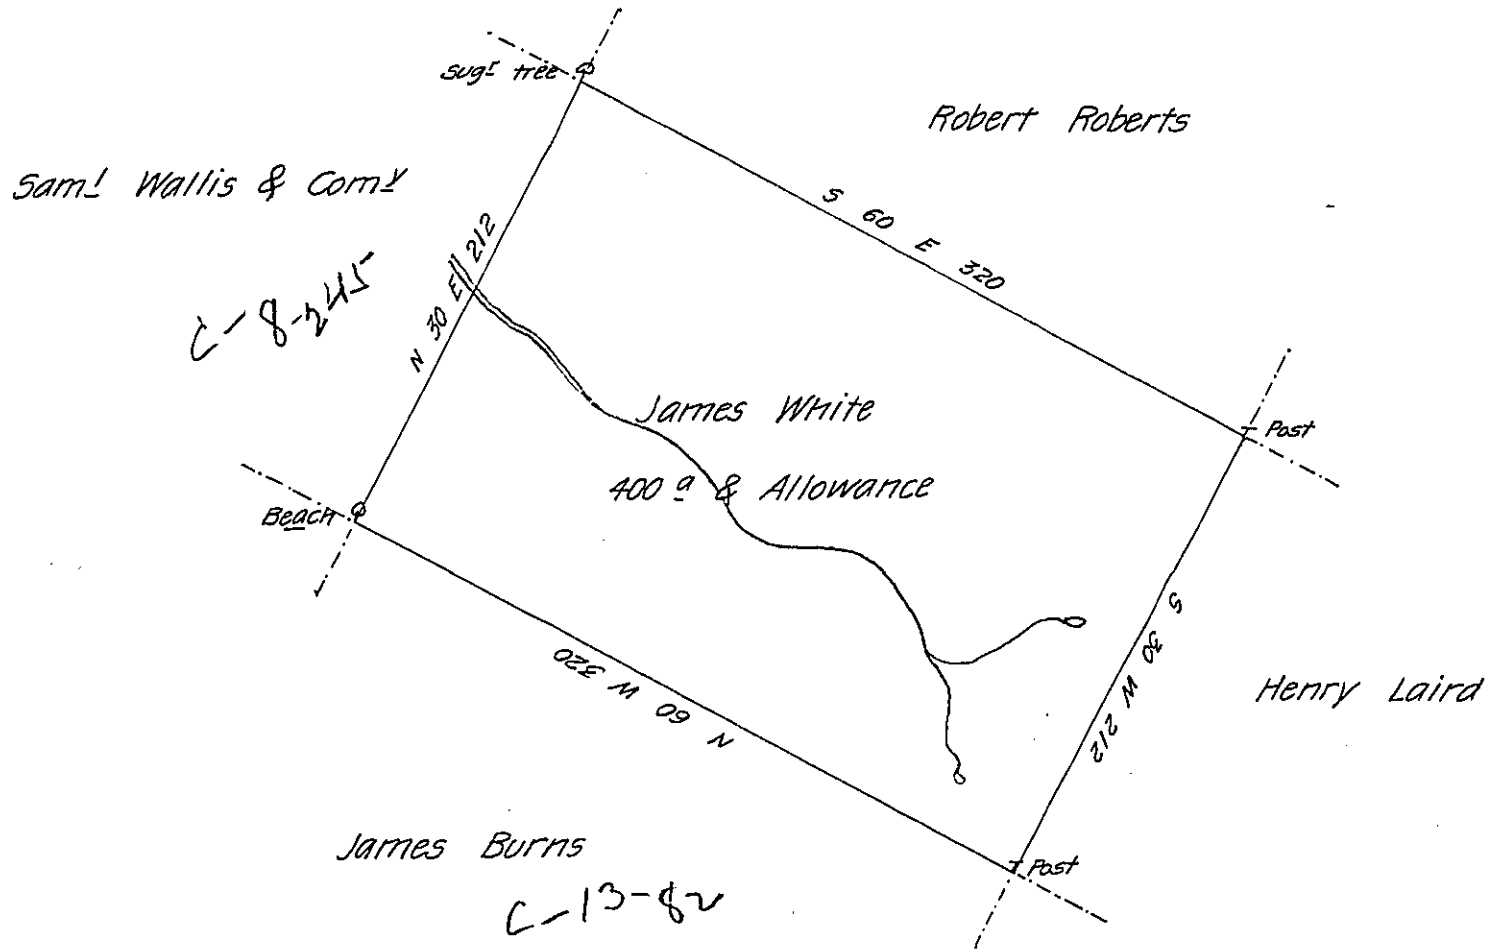 Sugr tree
Robert Roberts
Saml Wallis & Comy
S 60 E 320
C-8-245
N 30 E 212
James White
400 a & Allowance
Post
Beach
S 30 W 212
N 60 W 320
Henry Laird
James Burns
Post
C-13-82